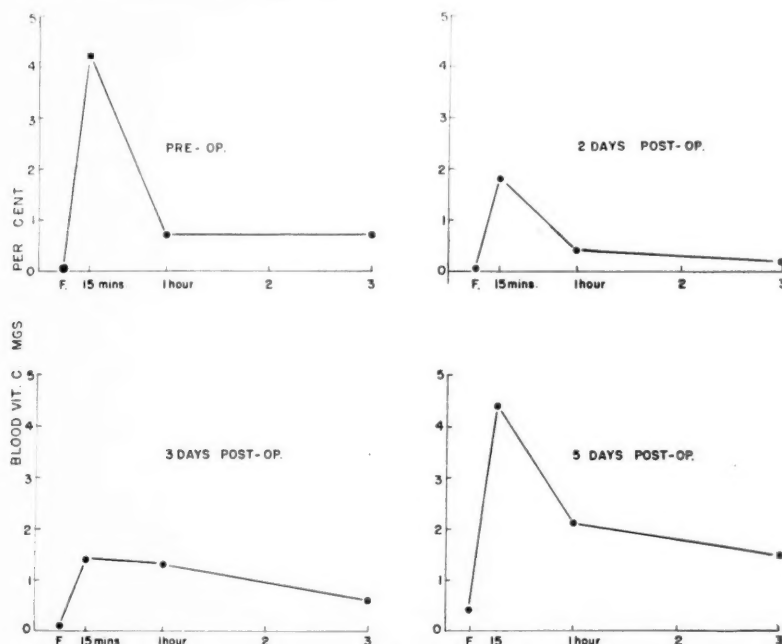 5
4
3
2
1
0
PRE-OP.
F. 15 mins 1 hour 2 3
5
4
3
2
1
0
2 DAYS POST-OP.
F. 15 mins. 1 hour 2 3
BLOOD VIT. C MGS PER CENT
5
4
3
2
1
0
3 DAYS POST-OP.
F. 15 mins 1 hour 2 3
5
4
3
2
1
0
5 DAYS POST-OP.
F. 15 1 hour 2 3